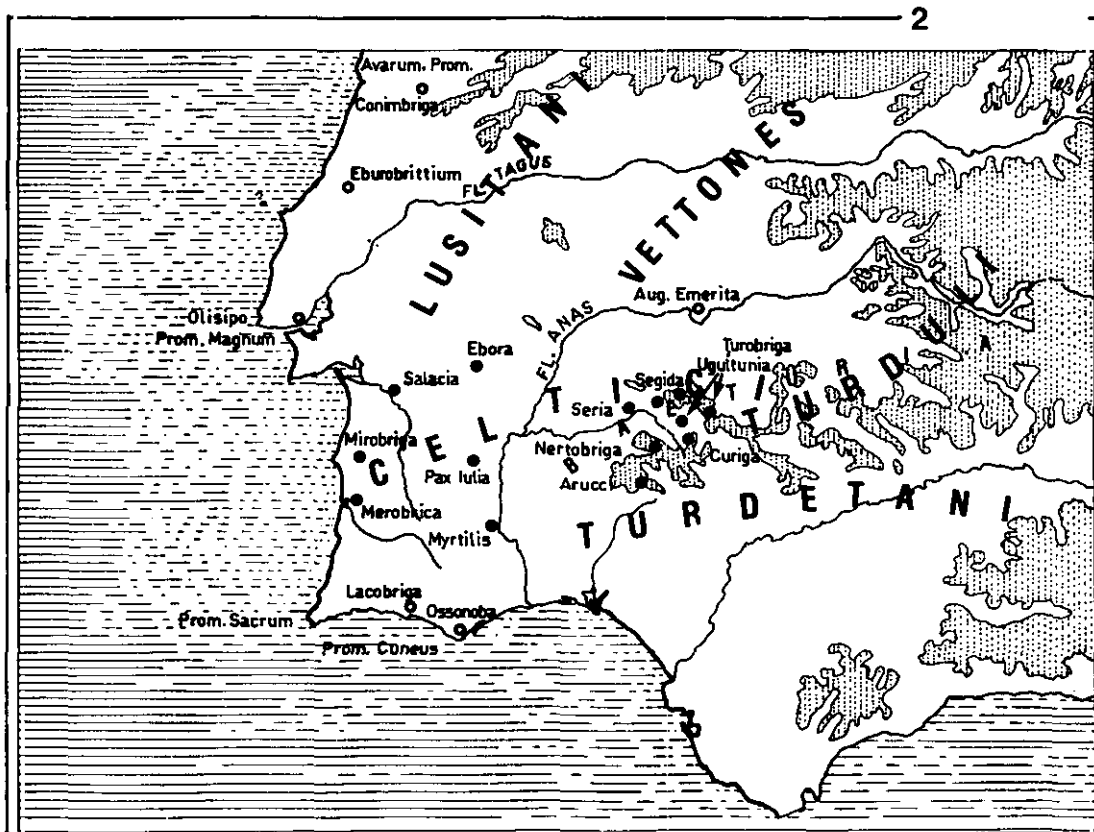 2
Avarum. Prom.
Conimbriga
LUSITANI
Eburobrittium
FL. TAGUS
VETTONES
Olisipo
Prom. Magnum
FL. ANAS
Aug. Emerita
Ebora
Turobriga
Ugultunia
Salacia
Segida
Seria
CELTICI
TURDULI
BAETURIA
Mirobriga
Nertobriga
Curiga
Pax Iulia
Arucci
Merobrica
TURDETANI
Myrtilis
Lacobriga
Ossonoba
Prom. Sacrum
Prom. Cuneus